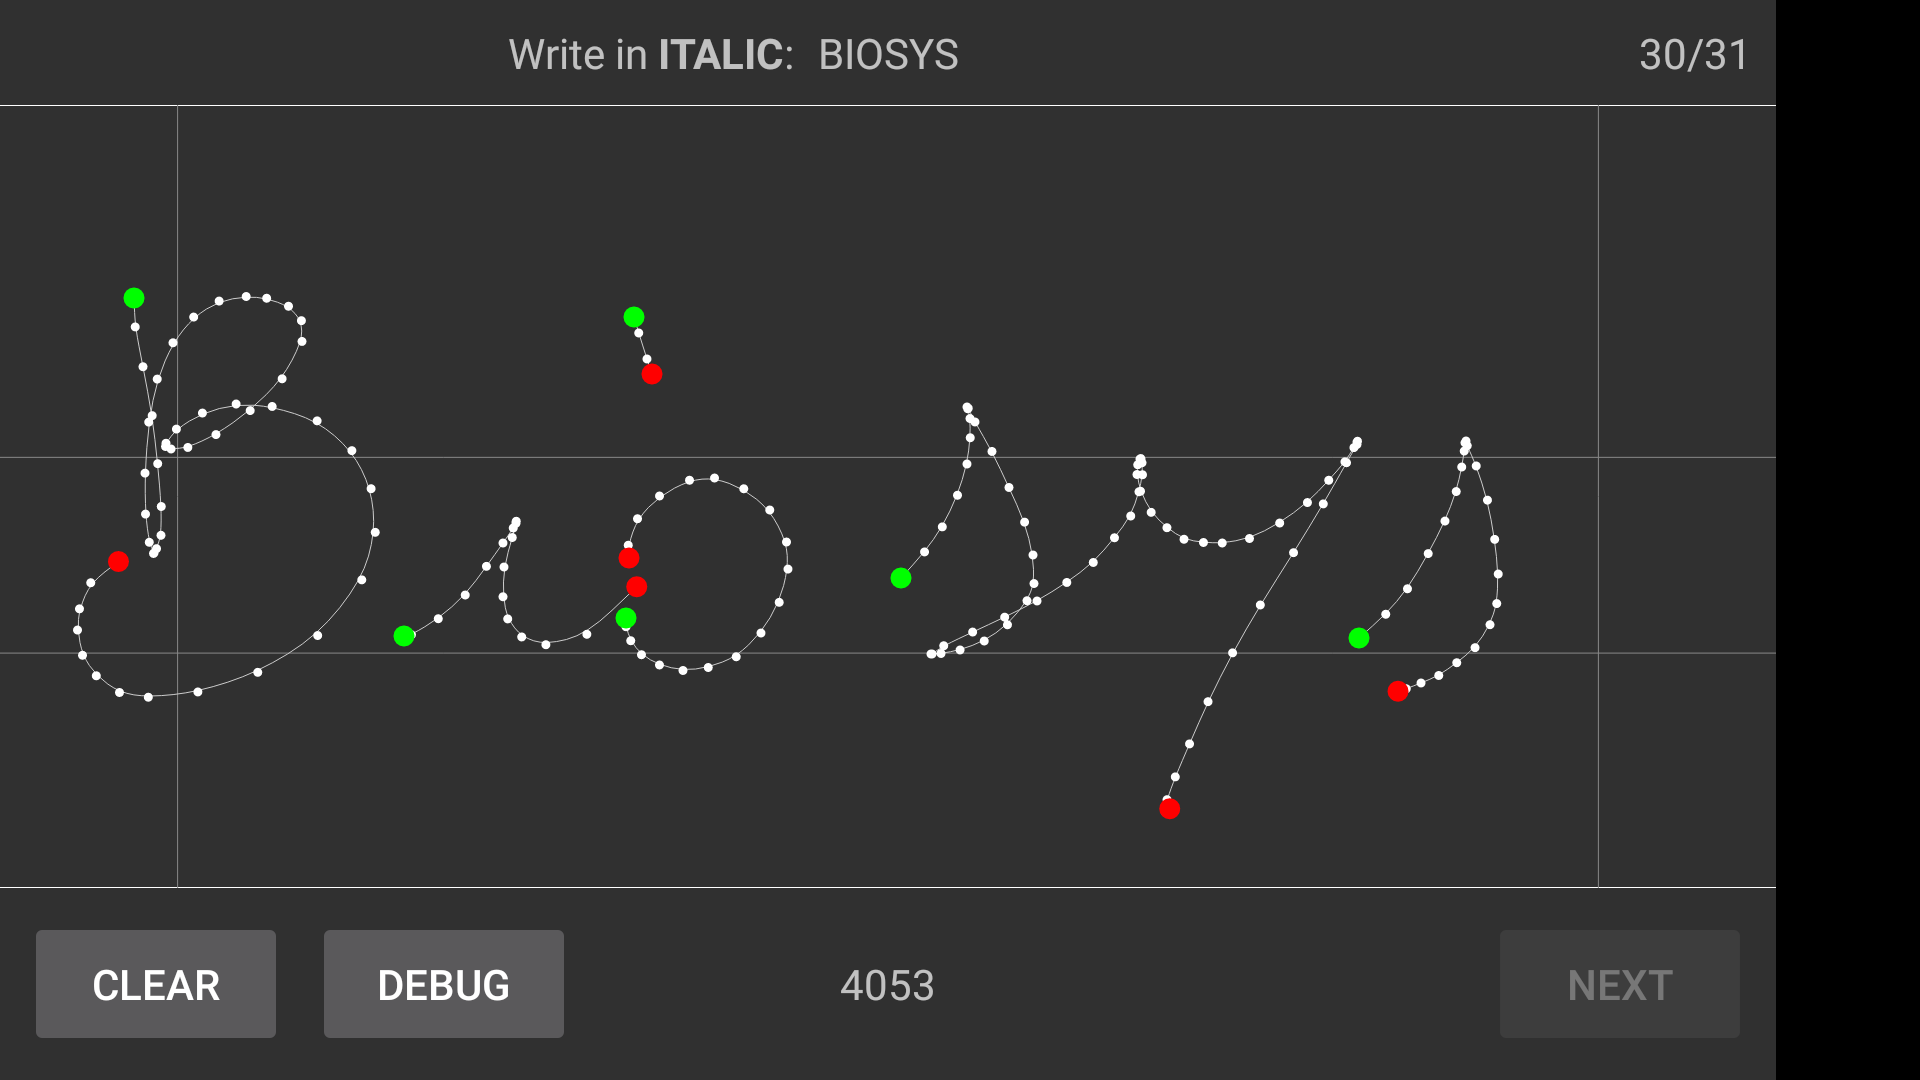 Write in ITALIC: BIOSYS
30/31
Biosys
CLEAR
DEBUG
4053
NEXT